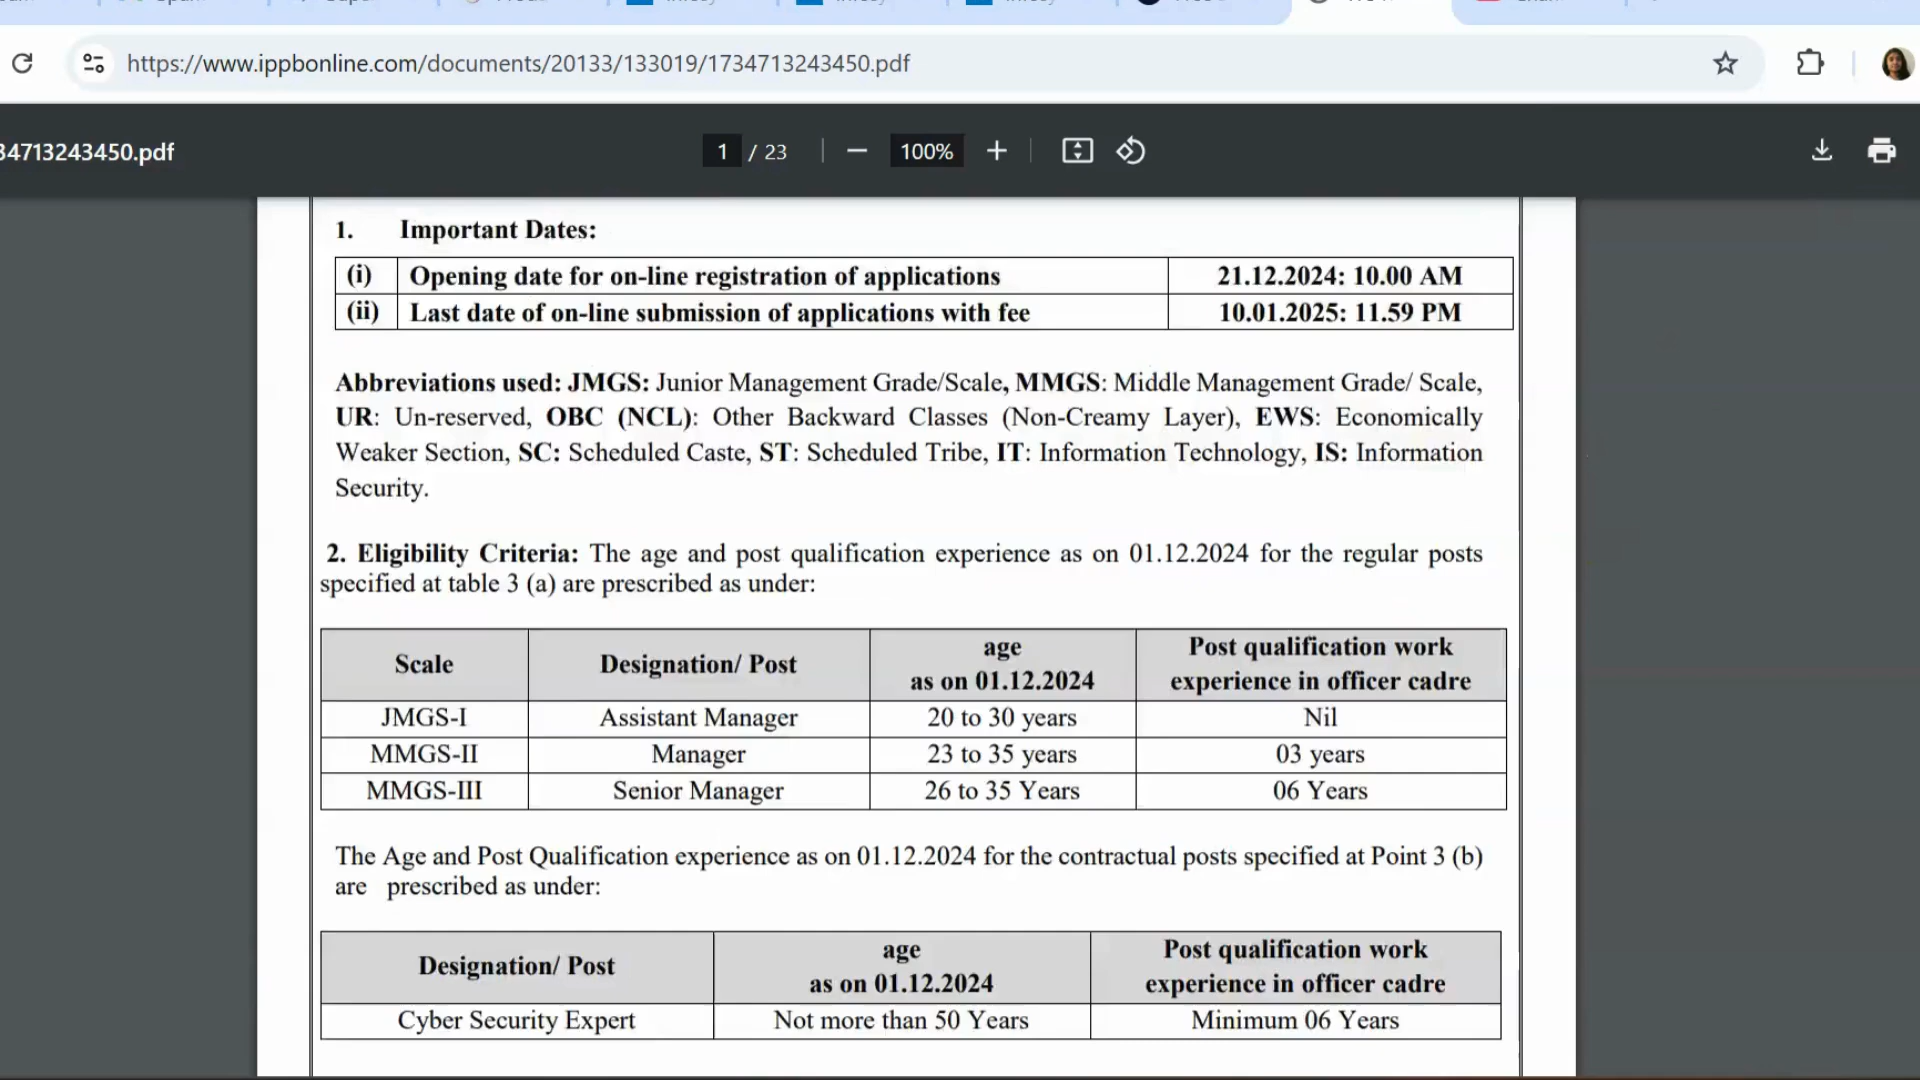 https://www.ippbonline.com/documents/20133/133019/1734713243450.pdf
34713243450.pdf
1 / 23
100%
1. Important Dates:
(i) Opening date for on-line registration of applications 21.12.2024: 10.00 AM
(ii) Last date of on-line submission of applications with fee 10.01.2025: 11.59 PM
Abbreviations used: JMGS: Junior Management Grade/Scale, MMGS: Middle Management Grade/ Scale,
UR: Un-reserved, OBC (NCL): Other Backward Classes (Non-Creamy Layer), EWS: Economically
Weaker Section, SC: Scheduled Caste, ST: Scheduled Tribe, IT: Information Technology, IS: Information
Security.
2. Eligibility Criteria: The age and post qualification experience as on 01.12.2024 for the regular posts
specified at table 3 (a) are prescribed as under:
Scale Designation/ Post age as on 01.12.2024 Post qualification work experience in officer cadre
JMGS-I Assistant Manager 20 to 30 years Nil
MMGS-II Manager 23 to 35 years 03 years
MMGS-III Senior Manager 26 to 35 Years 06 Years
The Age and Post Qualification experience as on 01.12.2024 for the contractual posts specified at Point 3 (b)
are prescribed as under:
Designation/ Post age as on 01.12.2024 Post qualification work experience in officer cadre
Cyber Security Expert Not more than 50 Years Minimum 06 Years